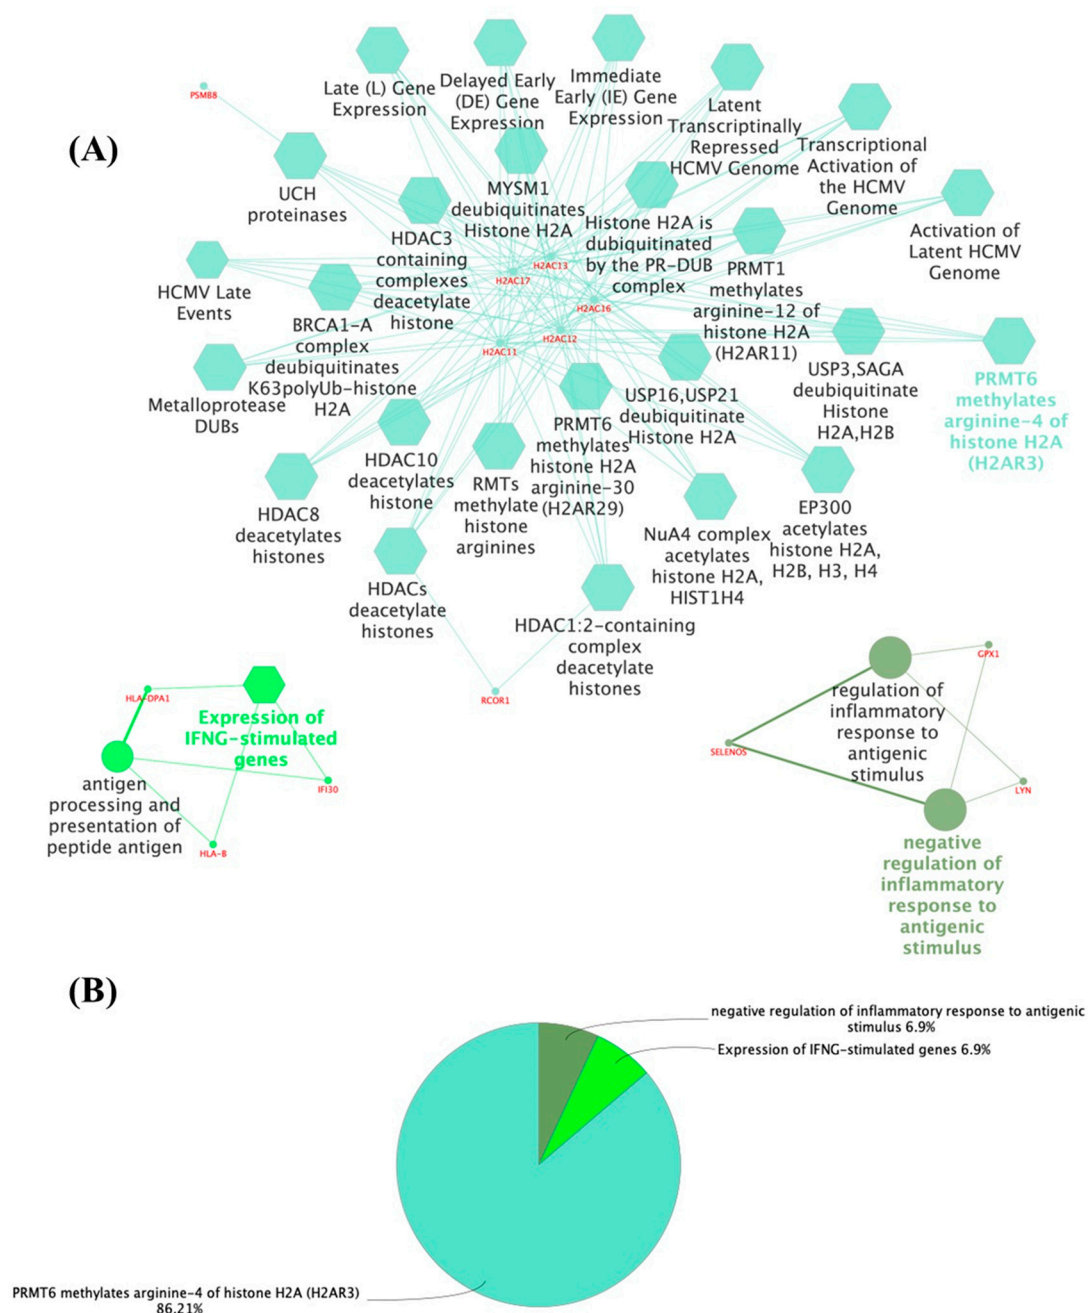 (A)
Late (L) Gene
Expression
Delayed Early
(DE) Gene
Expression
Immediate
Early (IE) Gene
Expression
Latent
Transcriptinally
Repressed
HCMV Genome
Transcriptional
Activation of
the HCMV
Genome
PSMB8
UCH
proteinases
MYSM1
deubiquitinates
Histone H2A
Histone H2A is
dubiquitinated
by the PR-DUB
complex
Activation of
Latent HCMV
Genome
HDAC3
containing
complexes
deacetylate
histone
PRMT1
methylates
arginine-12 of
histone H2A
(H2AR11)
H2AC13
H2AC17
H2AC16
H2AC12
H2AC11
HCMV Late
Events
BRCA1-A
complex
deubiquitinates
K63polyUb-histone
H2A
Metalloprotease
DUBs
USP16,USP21
deubiquitinate
Histone H2A
USP3,SAGA
deubiquitinate
Histone
H2A,H2B
PRMT6
methylates
arginine-4 of
histone H2A
(H2AR3)
PRMT6
methylates
histone H2A
arginine-30
(H2AR29)
HDAC10
deacetylates
histone
RMTs
methylate
histone
arginines
HDAC8
deacetylates
histones
NuA4 complex
acetylates
histone H2A,
HIST1H4
EP300
acetylates
histone H2A,
H2B, H3, H4
HDACs
deacetylate
histones
HDAC1:2-containing
complex
deacetylate
histones
RCOR1
HLA-DPA1
Expression of
IFNG-stimulated
genes
antigen
processing and
presentation of
peptide antigen
IFI30
HLA-B
GPX1
regulation of
inflammatory
response to
antigenic
stimulus
SELENOS
LYN
negative
regulation of
inflammatory
response to
antigenic
stimulus
(B)
negative regulation of inflammatory response to antigenic
stimulus 6.9%
Expression of IFNG-stimulated genes 6.9%
PRMT6 methylates arginine-4 of histone H2A (H2AR3)
86.21%